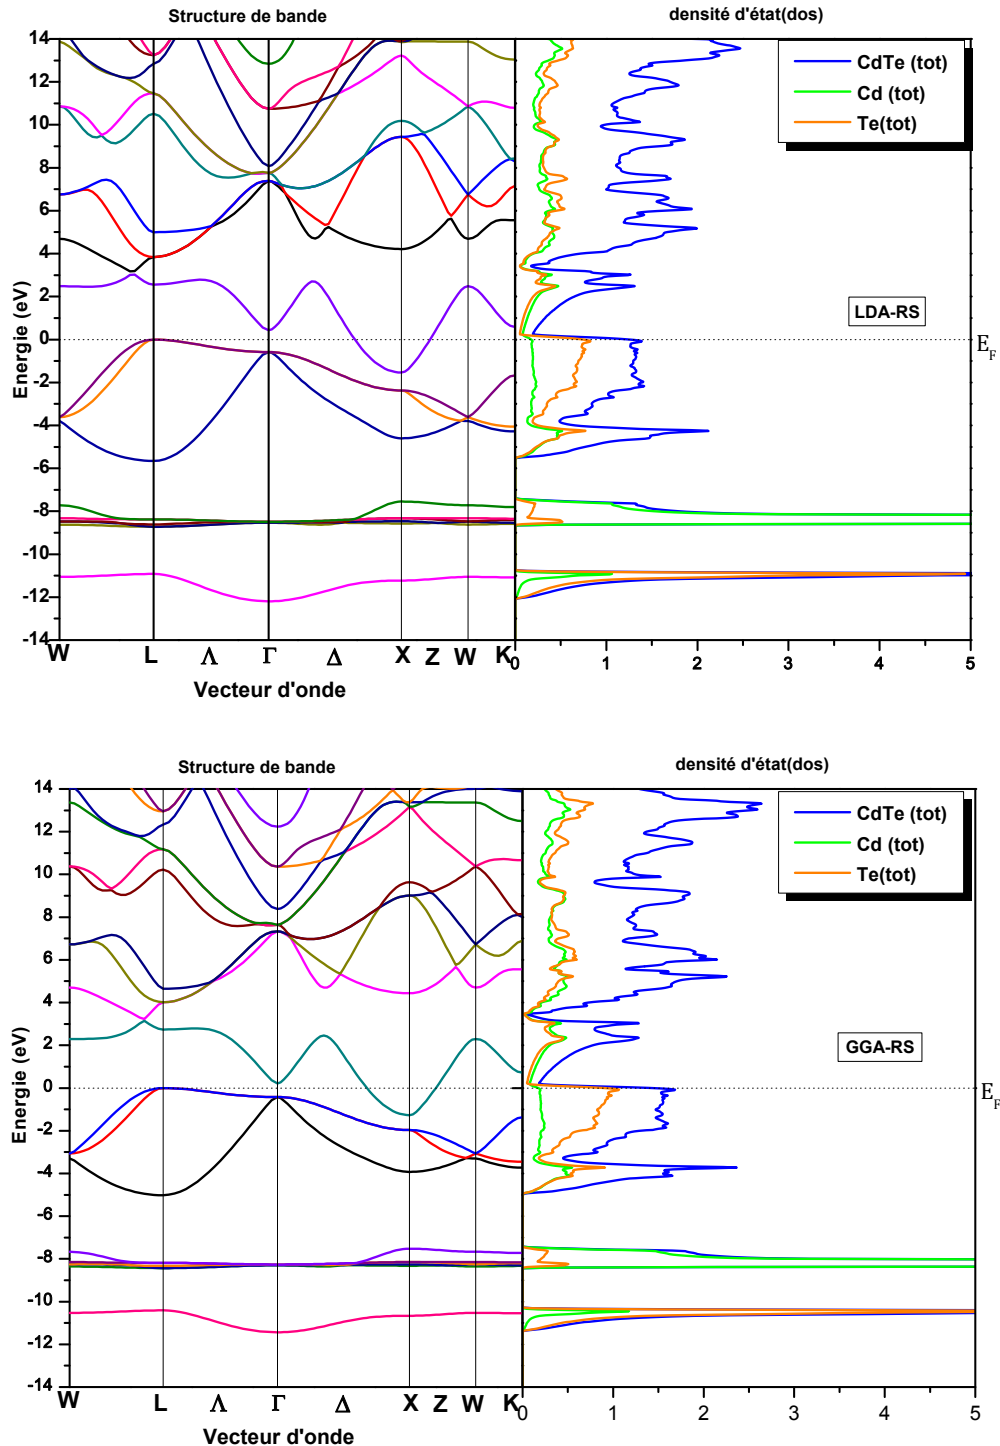 Structure de bande
densité d'état(dos)
14
12
10
8
6
4
2
0
-2
-4
-6
-8
-10
-12
-14
Energie (eV)
CdTe (tot)
Cd (tot)
Te(tot)
LDA-RS
E_F
W L Λ Γ Δ X Z W K
0 1 2 3 4 5
Vecteur d'onde
Structure de bande
densité d'état(dos)
14
12
10
8
6
4
2
0
-2
-4
-6
-8
-10
-12
-14
Energie (eV)
CdTe (tot)
Cd (tot)
Te(tot)
GGA-RS
E_F
W L Λ Γ Δ X Z W K
0 1 2 3 4 5
Vecteur d'onde